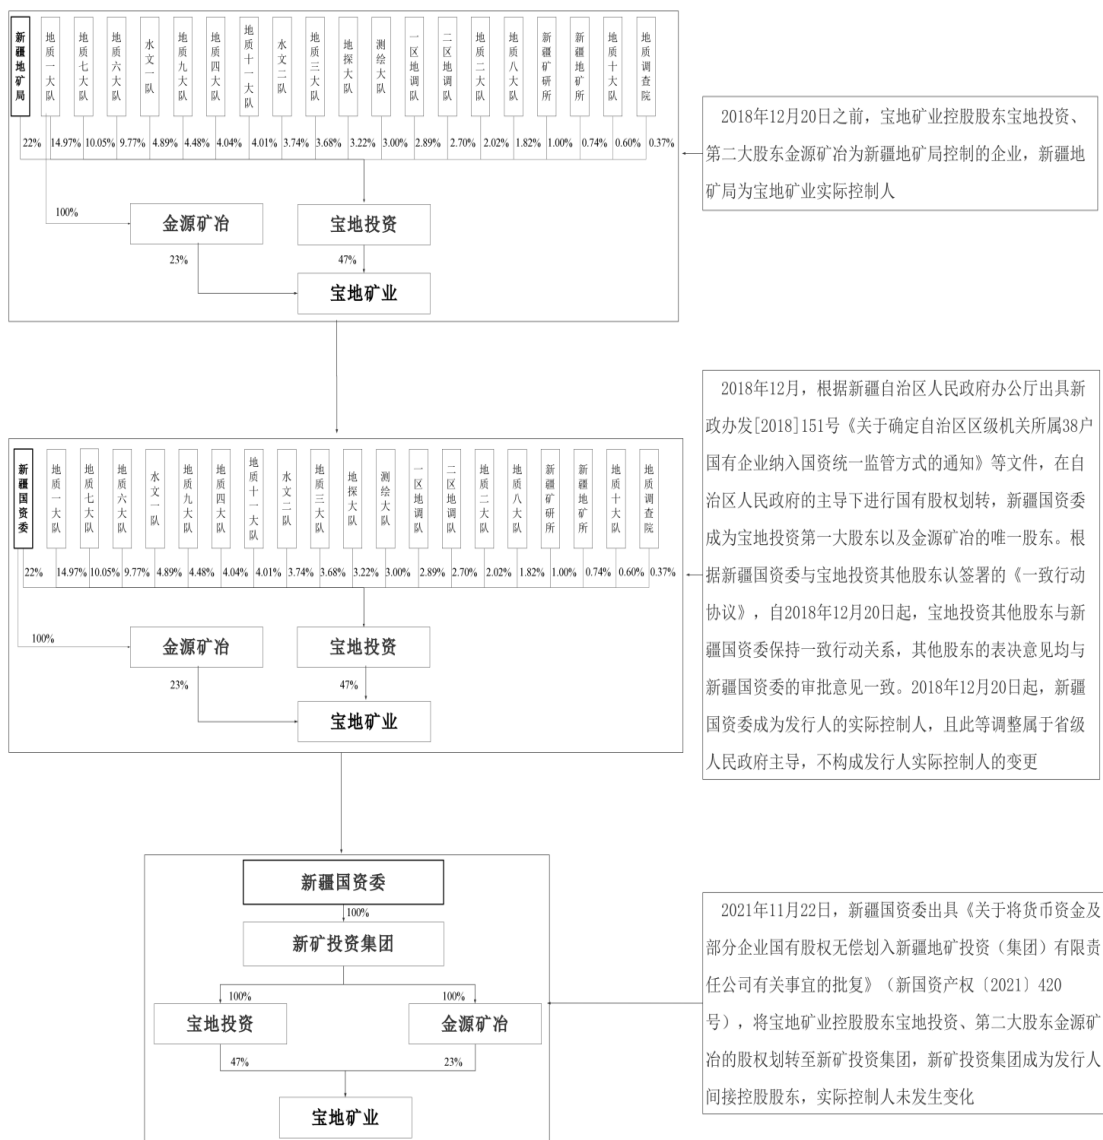 新疆地矿局
地质一大队
地质七大队
地质六大队
水文一队
地质九大队
地质四大队
地质十一大队
水文二队
地质三大队
地探大队
测绘大队
一区地调队
二区地调队
地质二大队
地质八大队
新疆矿研所
新疆地矿所
地质十大队
地质调查院
22% 14.97% 10.05% 9.77% 4.89% 4.48% 4.04% 4.01% 3.74% 3.68% 3.22% 3.00% 2.89% 2.70% 2.02% 1.82% 1.00% 0.74% 0.60% 0.37%
100%
金源矿冶
宝地投资
23%
47%
宝地矿业
2018年12月20日之前，宝地矿业控股股东宝地投资、
第二大股东金源矿冶为新疆地矿局控制的企业，新疆地
矿局为宝地矿业实际控制人
新疆国资委
地质一大队
地质七大队
地质六大队
水文一队
地质九大队
地质四大队
地质十一大队
水文二队
地质三大队
地探大队
测绘大队
一区地调队
二区地调队
地质二大队
地质八大队
新疆矿研所
新疆地矿所
地质十大队
地质调查院
22% 14.97% 10.05% 9.77% 4.89% 4.48% 4.04% 4.01% 3.74% 3.68% 3.22% 3.00% 2.89% 2.70% 2.02% 1.82% 1.00% 0.74% 0.60% 0.37%
100%
金源矿冶
宝地投资
23%
47%
宝地矿业
2018年12月，根据新疆自治区人民政府办公厅出具新
政办发[2018]151号《关于确定自治区区级机关所属38户
国有企业纳入国资统一监管方式的通知》等文件，在自
治区人民政府的主导下进行国有股权划转，新疆国资委
成为宝地投资第一大股东以及金源矿冶的唯一股东。根
据新疆国资委与宝地投资其他股东认签署的《一致行动
协议》，自2018年12月20日起，宝地投资其他股东与新
疆国资委保持一致行动关系，其他股东的表决意见均与
新疆国资委的审批意见一致。2018年12月20日起，新疆
国资委成为发行人的实际控制人，且此等调整属于省级
人民政府主导，不构成发行人实际控制人的变更
新疆国资委
100%
新矿投资集团
100%
100%
宝地投资
金源矿冶
47%
23%
宝地矿业
2021年11月22日，新疆国资委出具《关于将货币资金及
部分企业国有股权无偿划入新疆地矿投资（集团）有限责
任公司有关事宜的批复》（新国资产权〔2021〕420
号），将宝地矿业控股股东宝地投资、第二大股东金源矿
冶的股权划转至新矿投资集团，新矿投资集团成为发行人
间接控股股东，实际控制人未发生变化